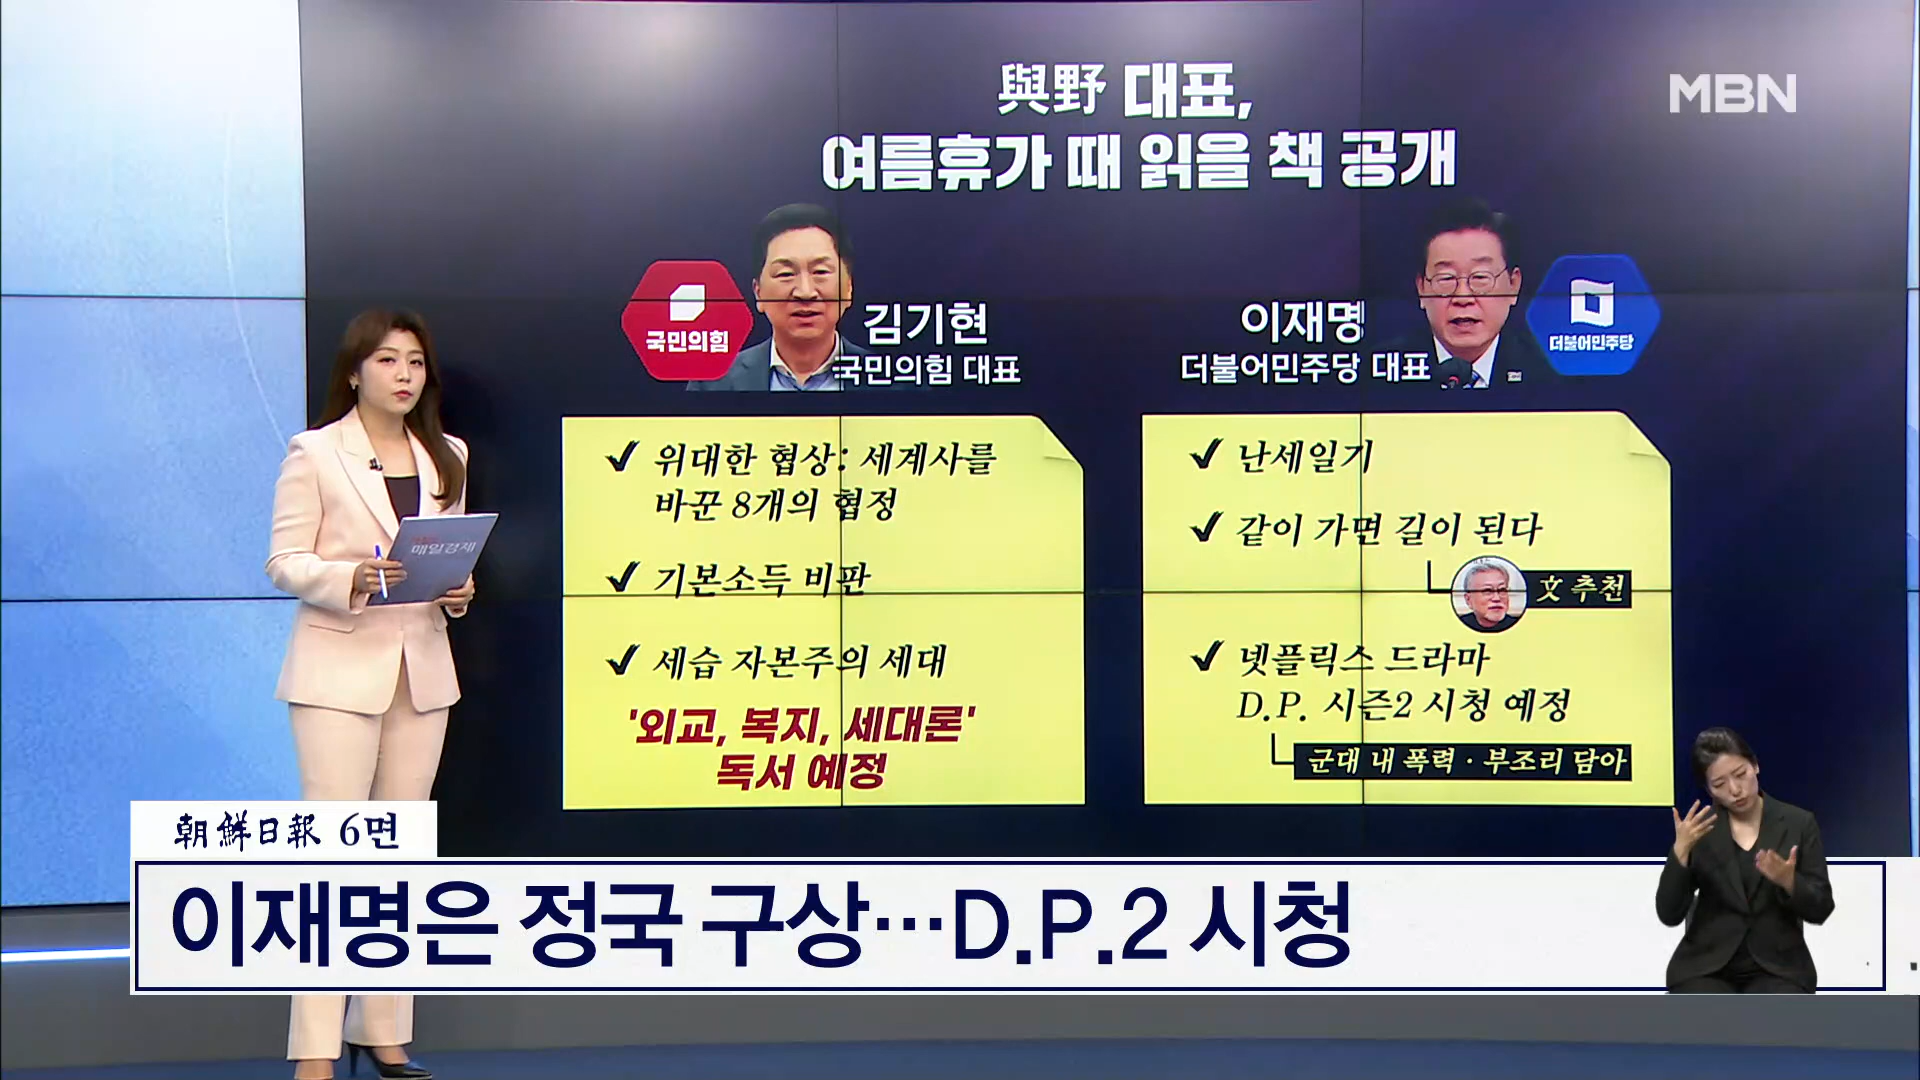 與野 대표,
여름휴가 때 읽을 책 공개
MBN
국민의힘
김기현
국민의힘 대표
이재명
더불어민주당 대표
더불어민주당
✓ 위대한 협상: 세계사를
바꾼 8개의 협정
✓ 기본소득 비판
✓ 세습 자본주의 세대
'외교, 복지, 세대론'
독서 예정
✓ 난세일기
✓ 같이 가면 길이 된다
文 추천
✓ 넷플릭스 드라마
D.P. 시즌2 시청 예정
군대 내 폭력·부조리 담아
매일경제
朝鮮日報 6면
이재명은 정국 구상…D.P.2 시청